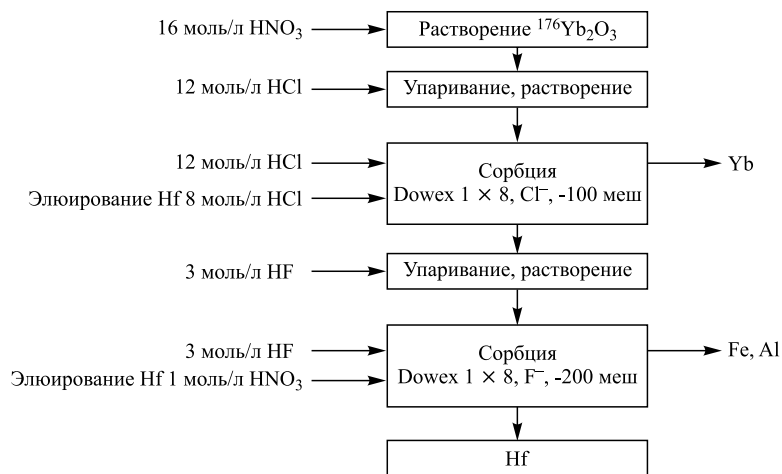 16 моль/л HNO₃
Растворение ¹⁷⁶Yb₂O₃
12 моль/л HCl
Упаривание, растворение
12 моль/л HCl
Элюирование Hf 8 моль/л HCl
Сорбция
Dowex 1 × 8, Cl⁻, -100 меш
Yb
3 моль/л HF
Упаривание, растворение
3 моль/л HF
Элюирование Hf 1 моль/л HNO₃
Сорбция
Dowex 1 × 8, F⁻, -200 меш
Fe, Al
Hf